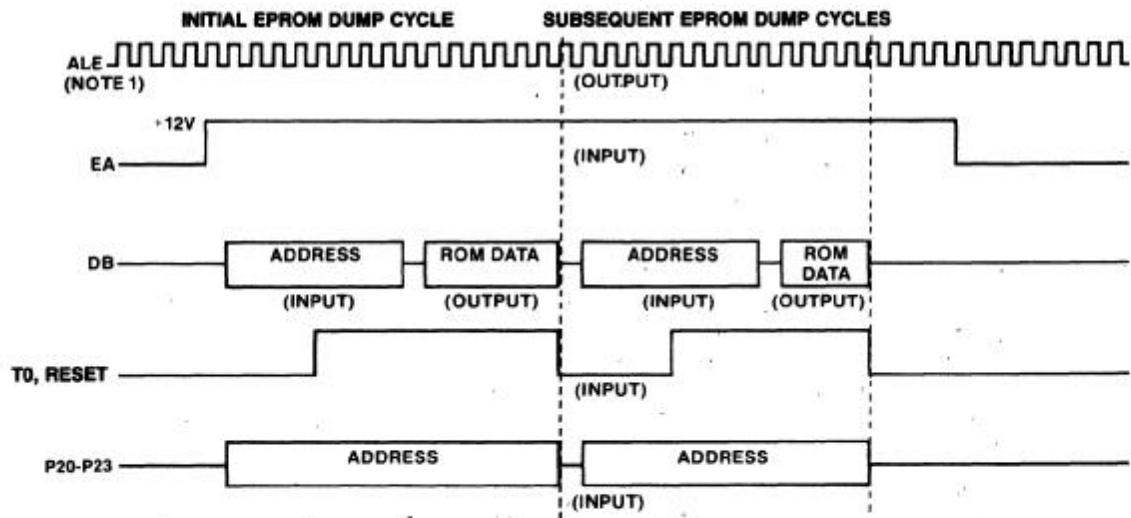 INITIAL EPROM DUMP CYCLE
SUBSEQUENT EPROM DUMP CYCLES
ALE
(NOTE 1)
(OUTPUT)
+12V
EA
(INPUT)
DB
ADDRESS
ROM DATA
ADDRESS
ROM
DATA
(INPUT)
(OUTPUT)
(INPUT)
(OUTPUT)
T0, RESET
(INPUT)
P20-P23
ADDRESS
ADDRESS
(INPUT)